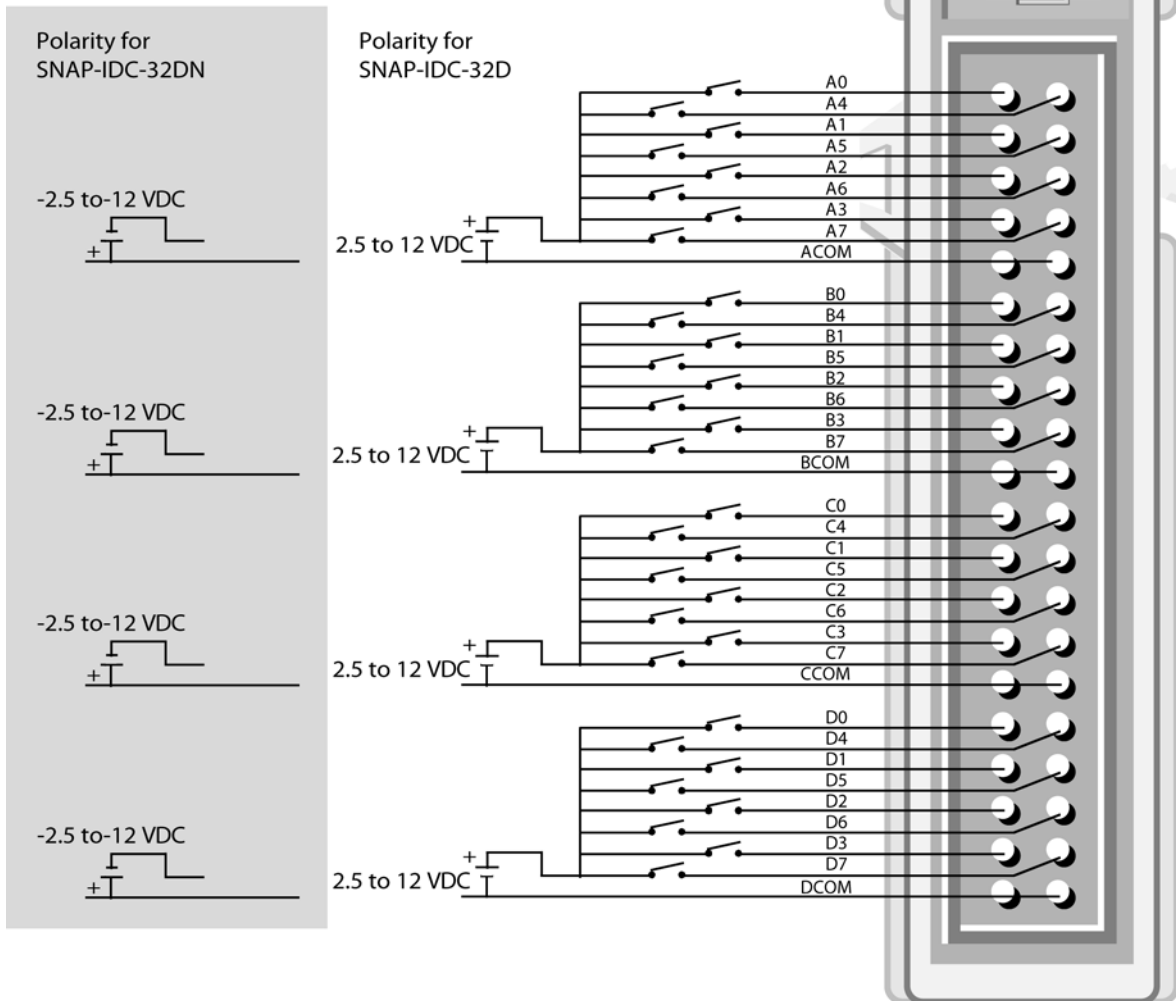 Polarity for
SNAP-IDC-32DN
Polarity for
SNAP-IDC-32D
A0
A4
A1
A5
A2
A6
A3
A7
ACOM
-2.5 to-12 VDC
+
+
2.5 to 12 VDC
B0
B4
B1
B5
B2
B6
B3
B7
BCOM
-2.5 to-12 VDC
+
+
2.5 to 12 VDC
C0
C4
C1
C5
C2
C6
C3
C7
CCOM
-2.5 to-12 VDC
+
+
2.5 to 12 VDC
D0
D4
D1
D5
D2
D6
D3
D7
DCOM
-2.5 to-12 VDC
+
+
2.5 to 12 VDC